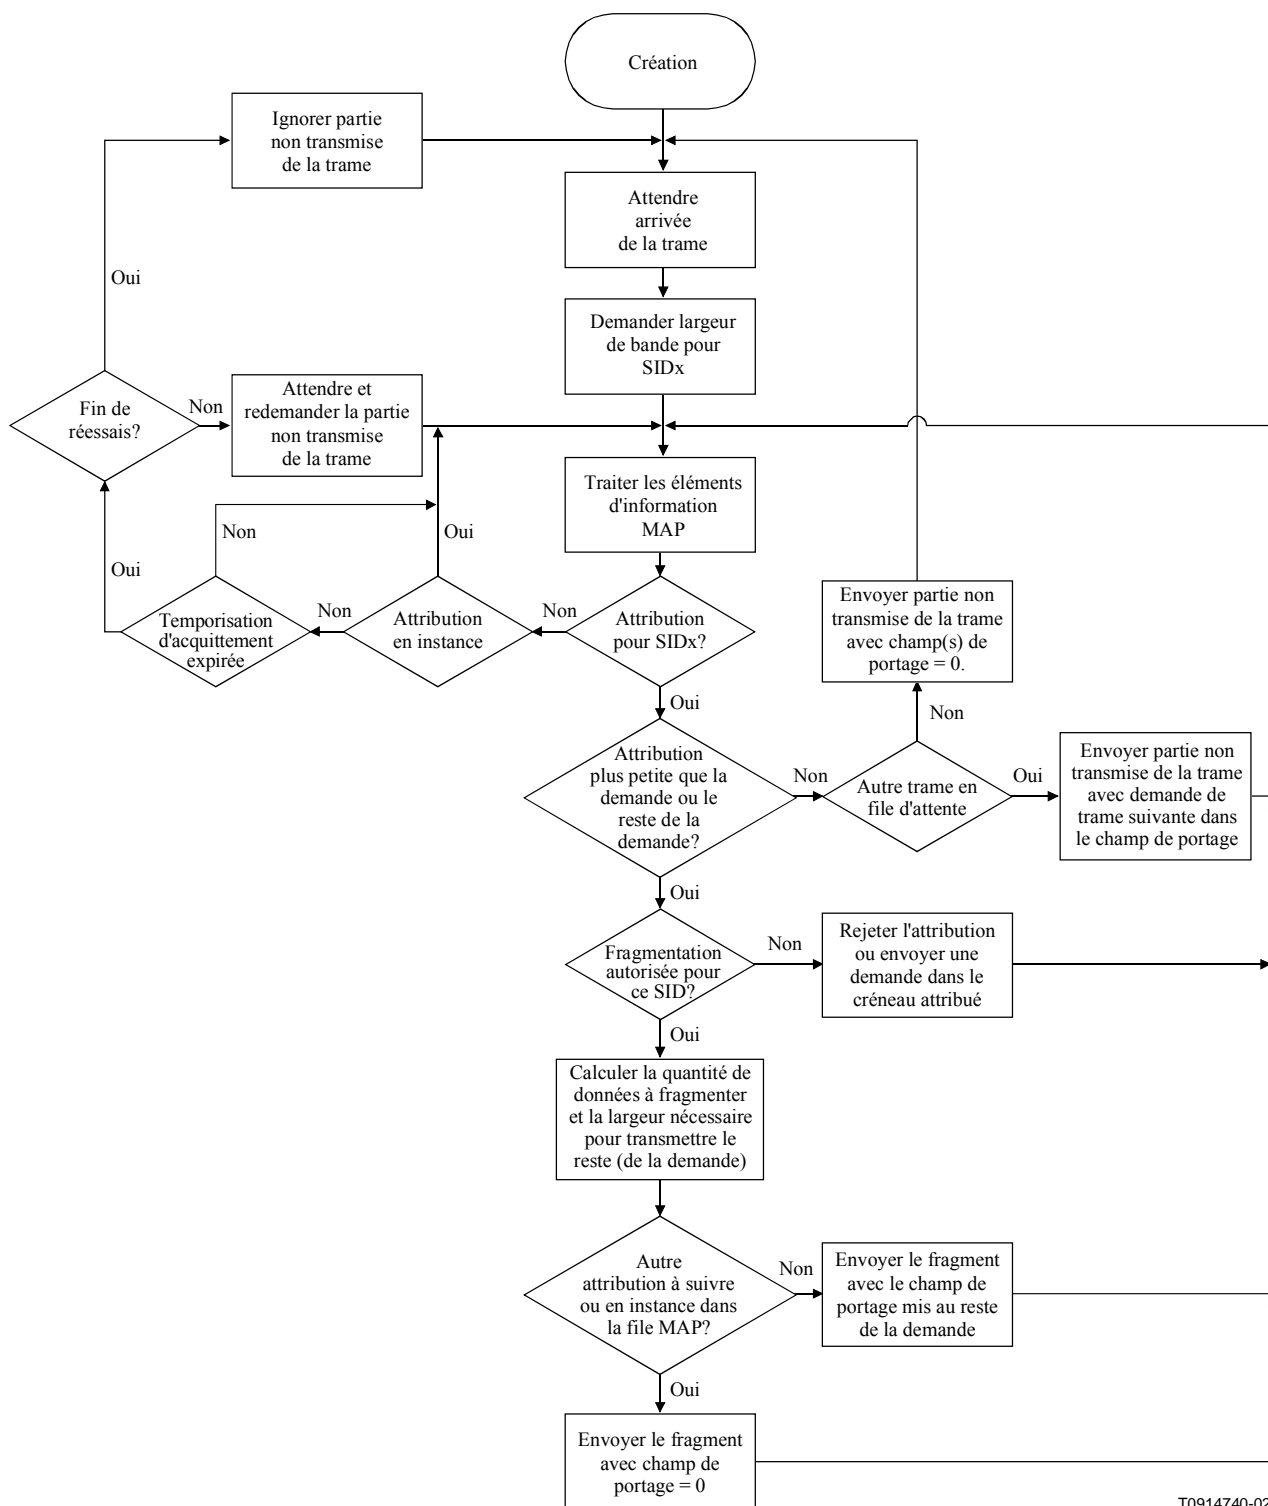 Création
Ignorer partie
non transmise
de la trame
Attendre
arrivée
de la trame
Oui
Demander largeur
de bande pour
SIDx
Fin de
réessais?
Non
Attendre et
redemander la partie
non transmise
de la trame
Traiter les éléments
d'information
MAP
Non
Oui
Oui
Temporisation
d'acquittement
expirée
Non
Attribution
en instance
Non
Attribution
pour SIDx?
Envoyer partie non
transmise de la trame
avec champ(s) de
portage = 0.
Oui
Non
Attribution
plus petite que la
demande ou le
reste de la
demande?
Non
Autre trame en
file d'attente
Oui
Envoyer partie non
transmise de la trame
avec demande de
trame suivante dans
le champ de portage
Oui
Fragmentation
autorisée pour
ce SID?
Non
Rejeter l'attribution
ou envoyer une
demande dans le
créneau attribué
Oui
Calculer la quantité de
données à fragmenter
et la largeur nécessaire
pour transmettre le
reste (de la demande)
Autre
attribution à suivre
ou en instance dans
la file MAP?
Non
Envoyer le fragment
avec le champ de
portage mis au reste
de la demande
Oui
Envoyer le fragment
avec champ de
portage = 0
T0914740-02